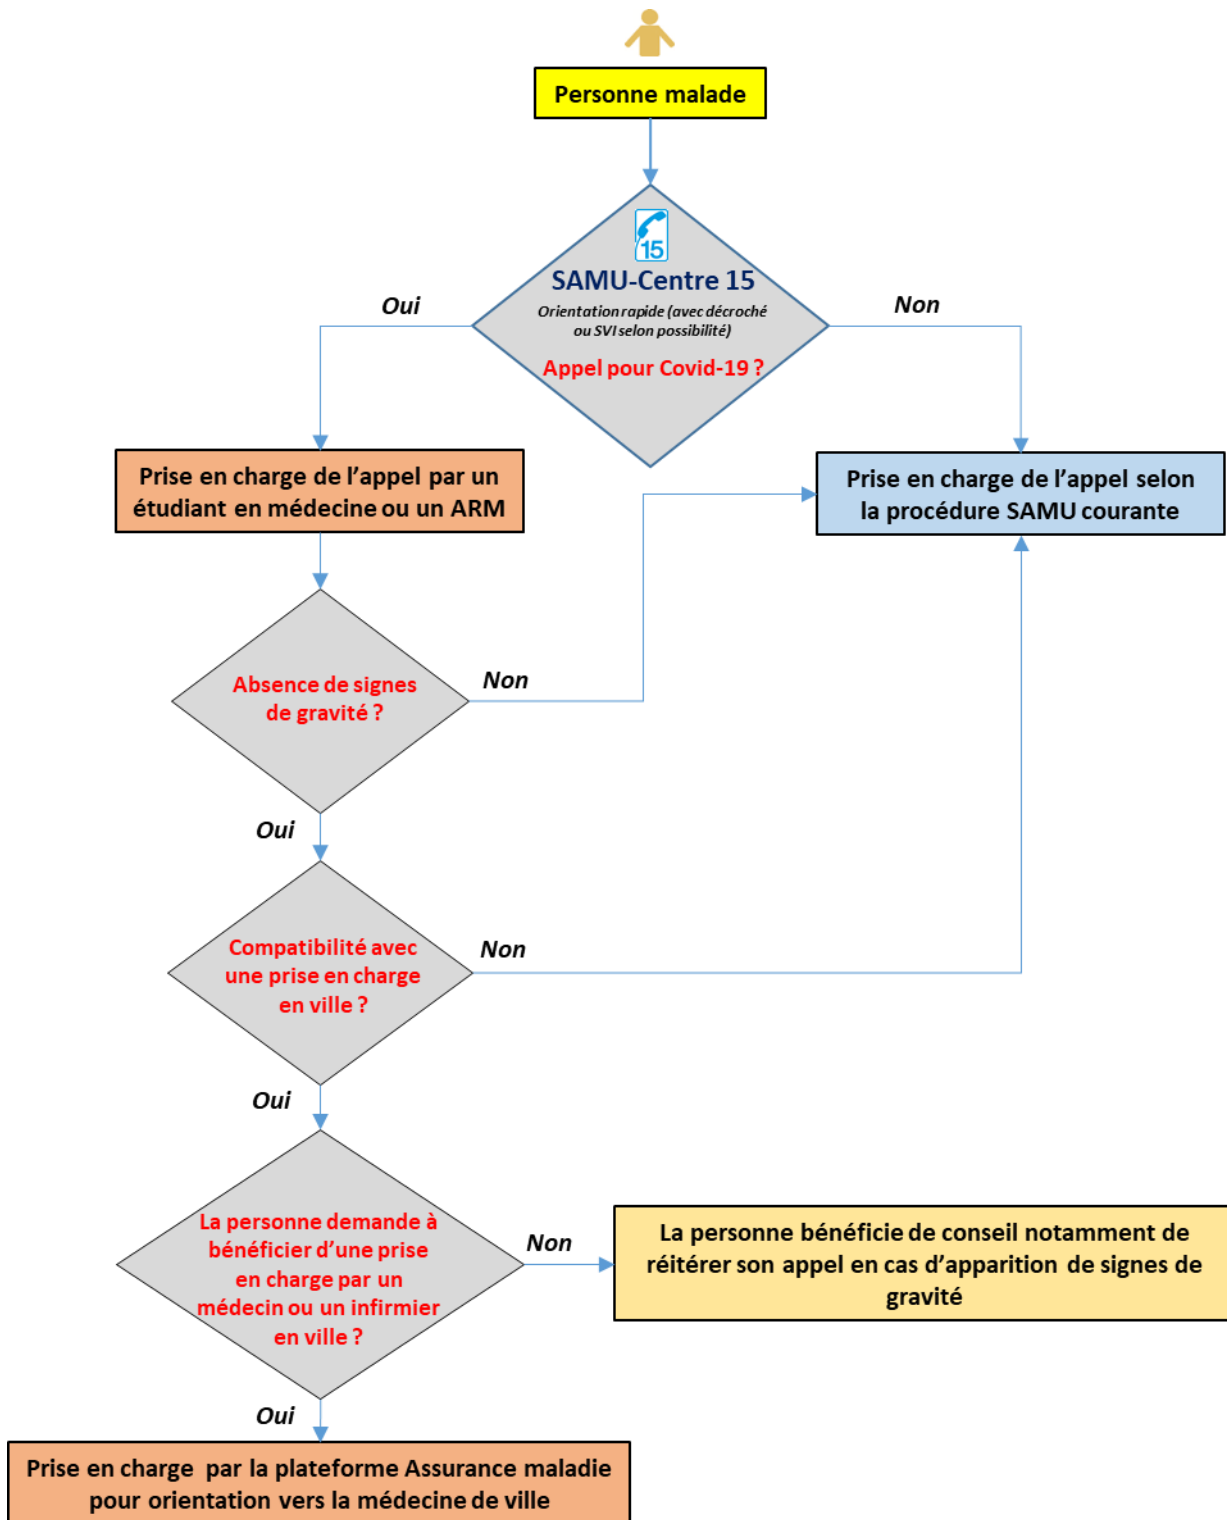 Personne malade
15
SAMU-Centre 15
Orientation rapide (avec décroché
ou SVI selon possibilité)
Appel pour Covid-19 ?
Oui
Non
Prise en charge de l'appel par un
étudiant en médecine ou un ARM
Prise en charge de l'appel selon
la procédure SAMU courante
Absence de signes
de gravité ?
Non
Oui
Compatibilité avec
une prise en charge
en ville ?
Non
Oui
La personne demande à
bénéficier d'une prise
en charge par un
médecin ou un infirmier
en ville ?
Non
La personne bénéficie de conseil notamment de
réitérer son appel en cas d'apparition de signes de
gravité
Oui
Prise en charge par la plateforme Assurance maladie
pour orientation vers la médecine de ville